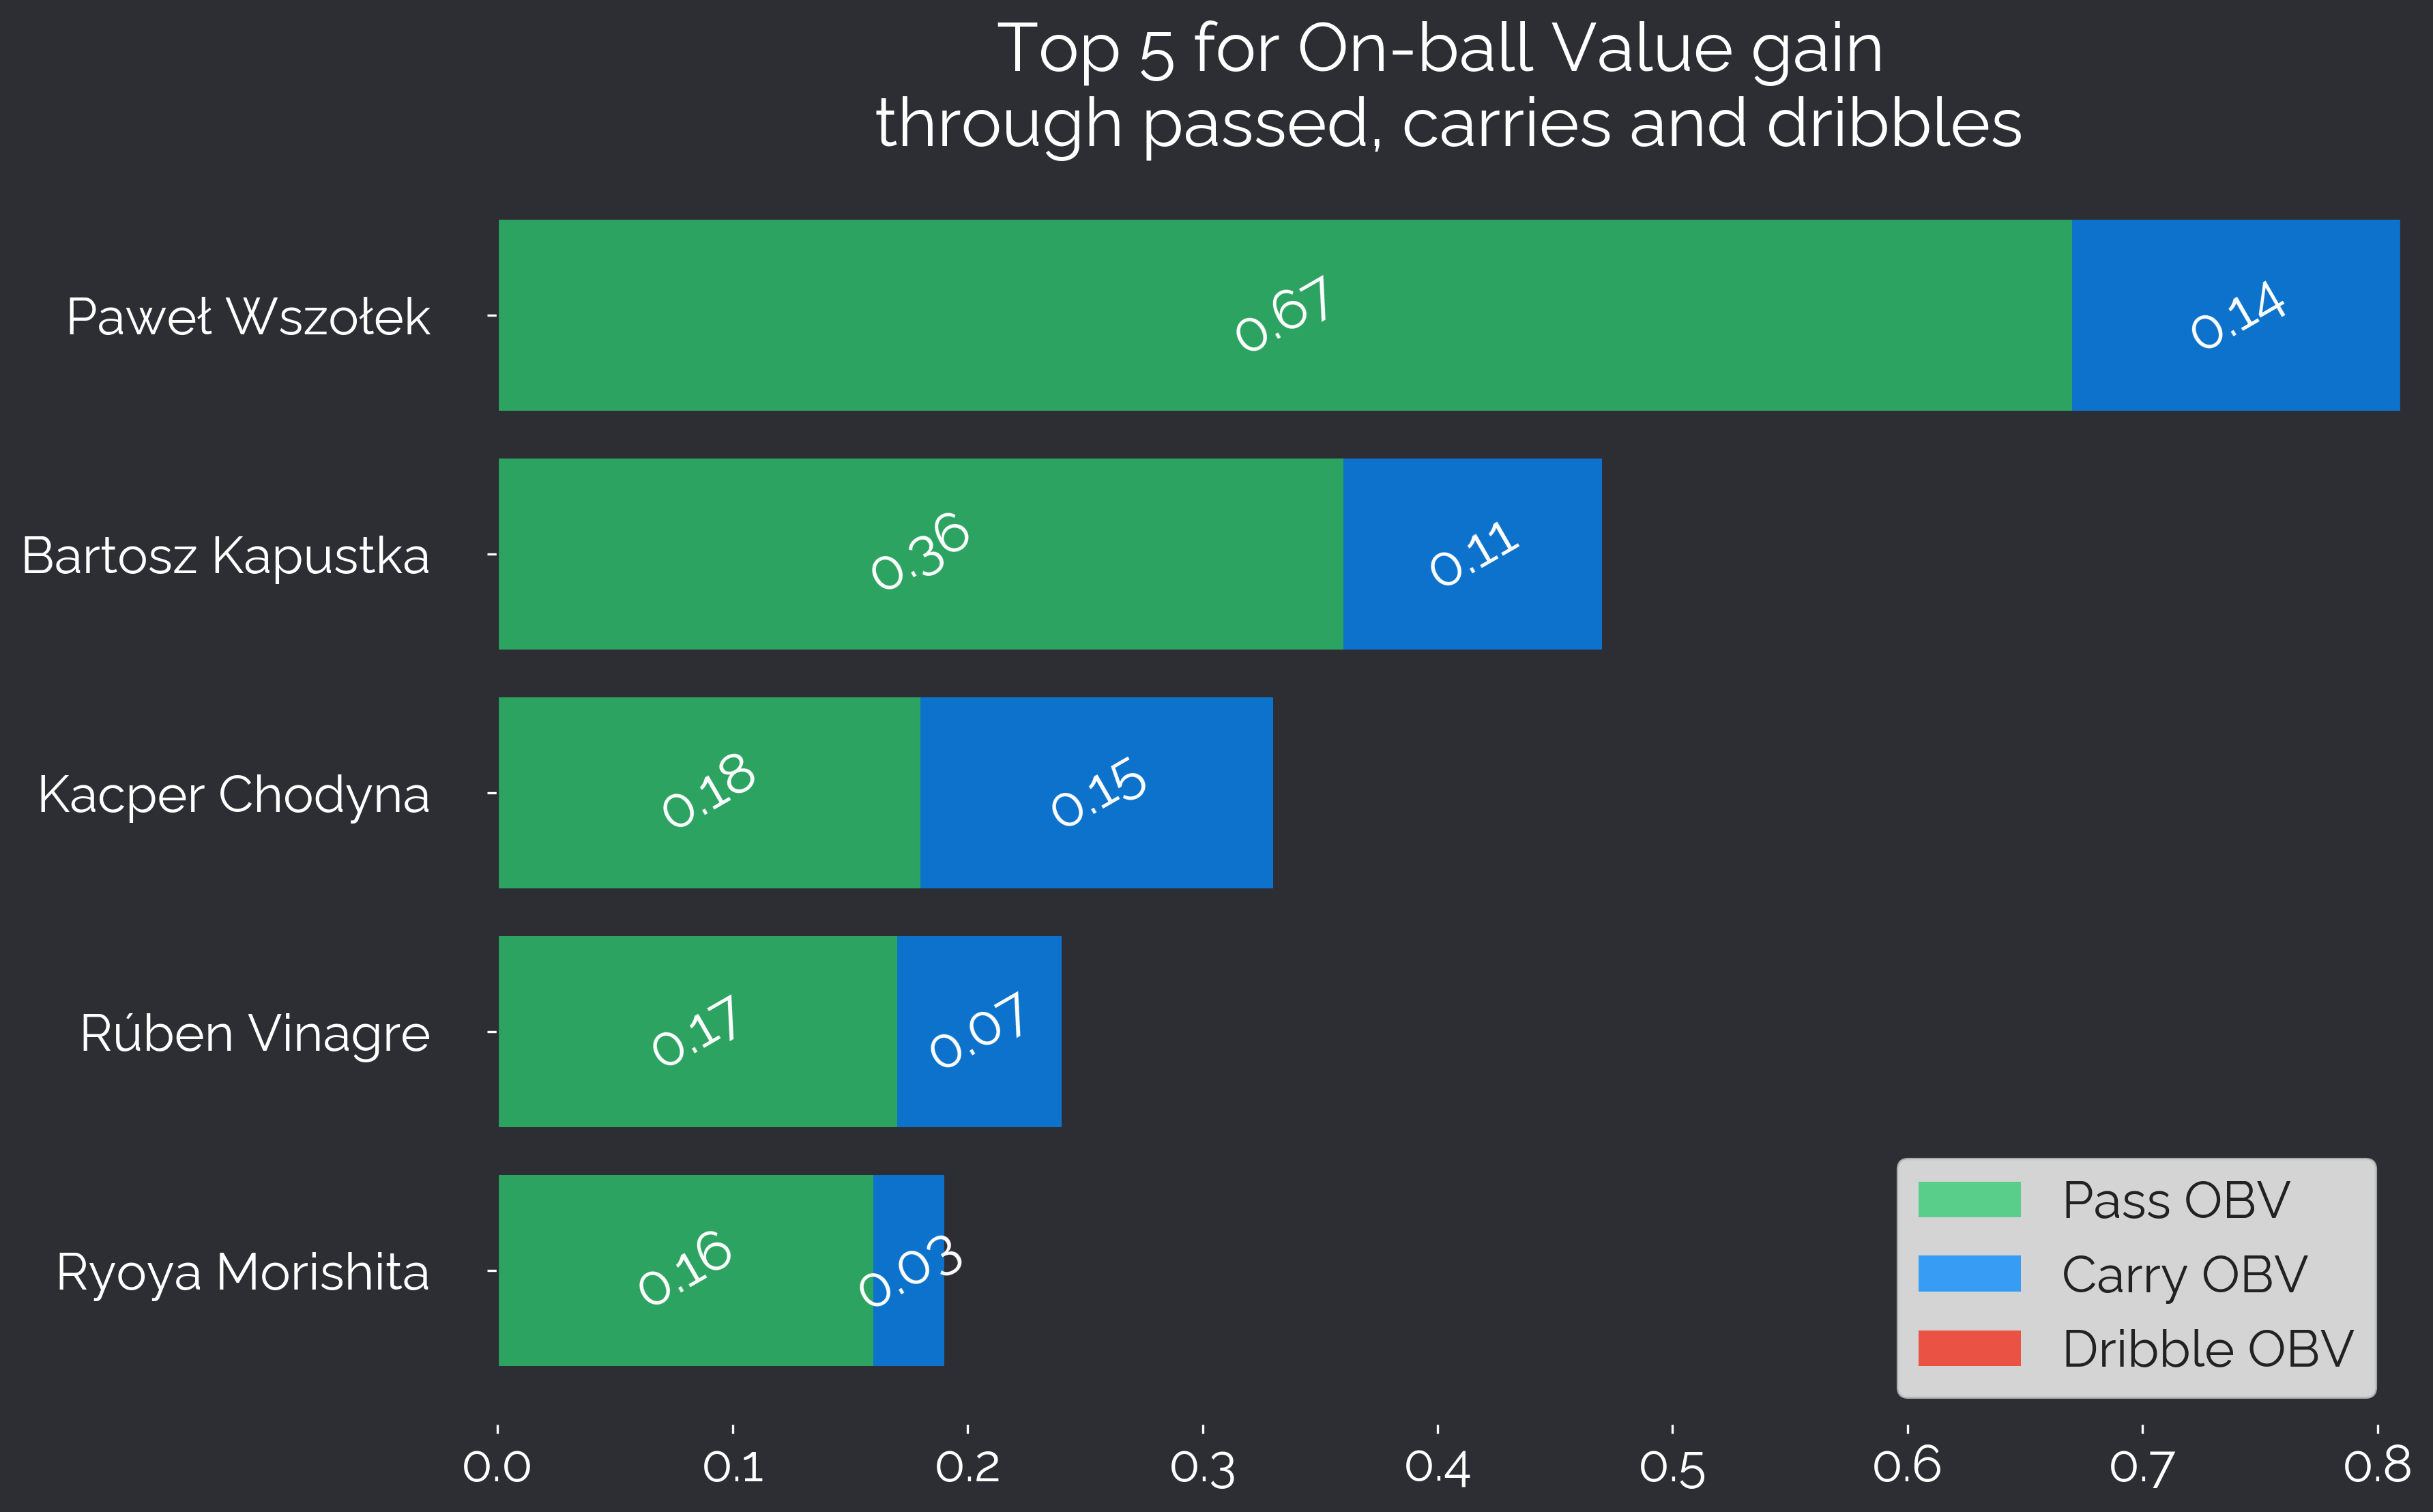 Top 5 for On-ball Value gain
through passed, carries and dribbles
Paweł Wszołek
0.67
0.14
Bartosz Kapustka
0.36
0.11
Kacper Chodyna
0.18
0.15
Rúben Vinagre
0.17
0.07
Ryoya Morishita
0.16
0.03
Pass OBV
Carry OBV
Dribble OBV
0.0 0.1 0.2 0.3 0.4 0.5 0.6 0.7 0.8